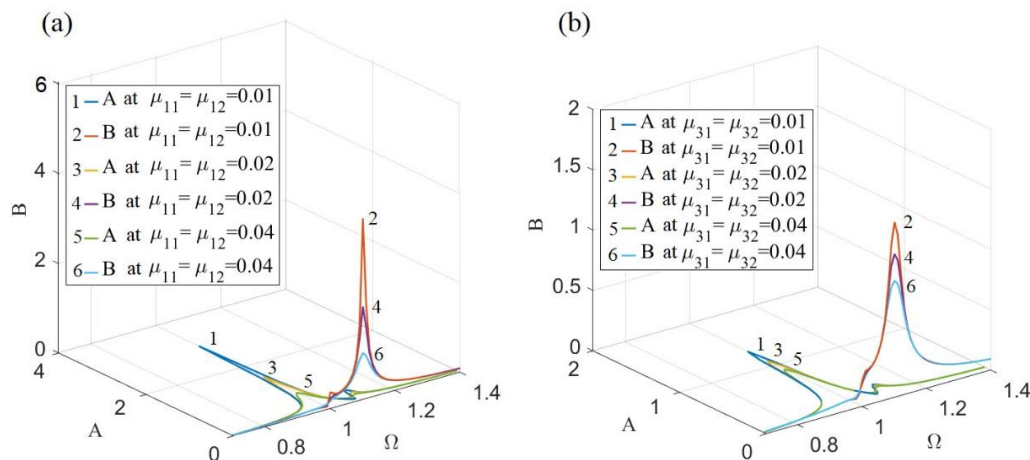 (a)
6
4
2
0
B
1 A at μ₁₁= μ₁₂=0.01
2 B at μ₁₁= μ₁₂=0.01
3 A at μ₁₁= μ₁₂=0.02
4 B at μ₁₁= μ₁₂=0.02
5 A at μ₁₁= μ₁₂=0.04
6 B at μ₁₁= μ₁₂=0.04
2
4
6
1
3
5
4
2
0
A
0.8
1
1.2
1.4
Ω
(b)
2
1.5
1
0.5
0
B
1 A at μ₃₁= μ₃₂=0.01
2 B at μ₃₁= μ₃₂=0.01
3 A at μ₃₁= μ₃₂=0.02
4 B at μ₃₁= μ₃₂=0.02
5 A at μ₃₁= μ₃₂=0.04
6 B at μ₃₁= μ₃₂=0.04
2
4
6
1
3
5
2
1
0
A
0.8
1
1.2
1.4
Ω